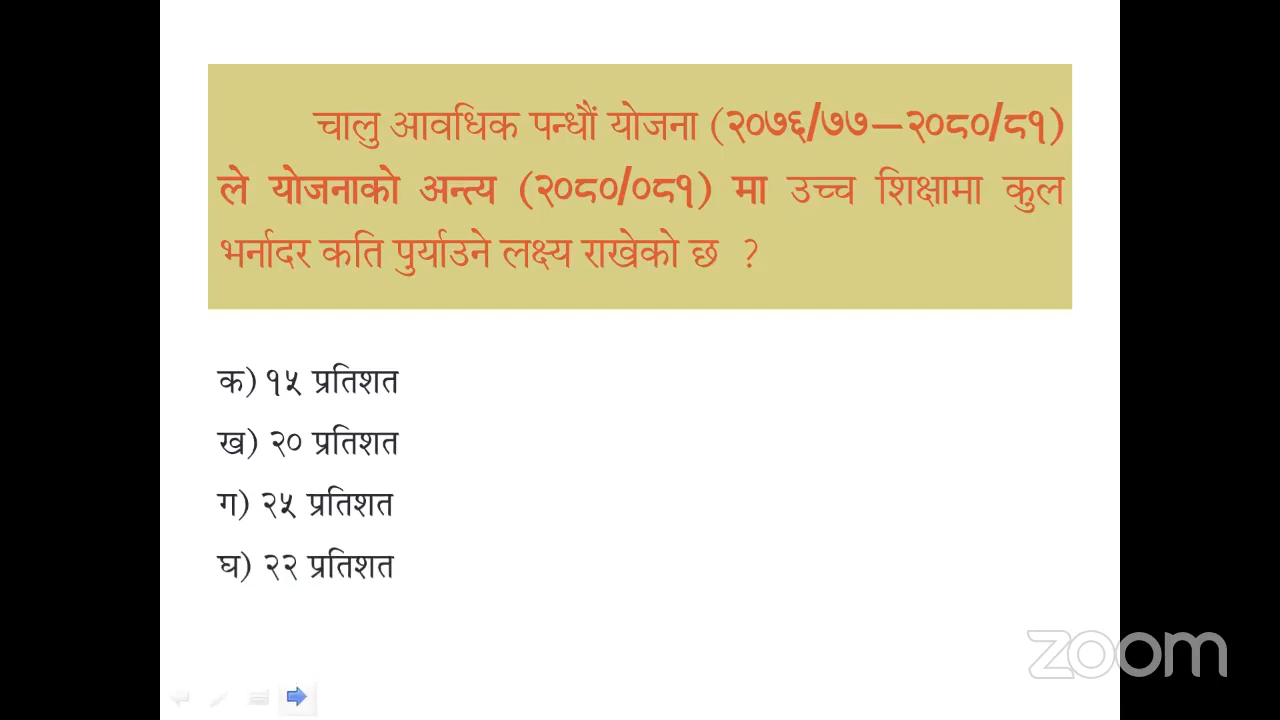 चालु आवधिक पन्धौं योजना (२०७६/७७–२०८०/८१)
ले योजनाको अन्त्य (२०८०/०८१) मा उच्च शिक्षामा कुल
भर्नादर कति पुर्याउने लक्ष्य राखेको छ ?
क) १५ प्रतिशत
ख) २० प्रतिशत
ग) २५ प्रतिशत
घ) २२ प्रतिशत
zoom